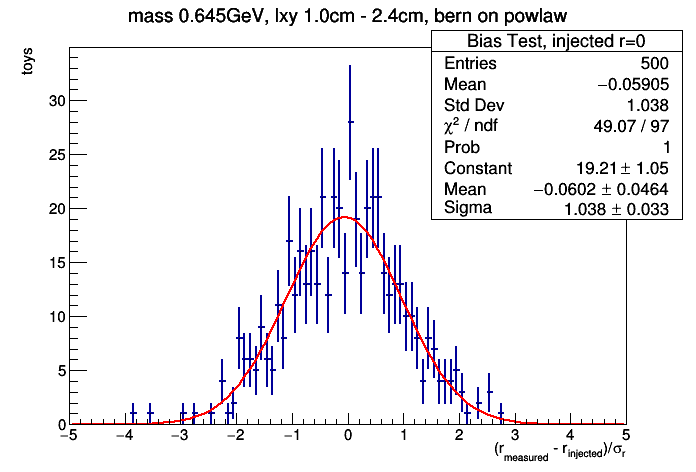 mass 0.645GeV, lxy 1.0cm - 2.4cm, bern on powlaw
toys
Bias Test, injected r=0
Entries 500
Mean −0.05905
Std Dev 1.038
χ² / ndf 49.07 / 97
Prob 1
Constant 19.21 ± 1.05
Mean −0.0602 ± 0.0464
Sigma 1.038 ± 0.033
30
25
20
15
10
5
0
−5 −4 −3 −2 −1 0 1 2 3 4 5
(r_measured - r_injected)/σ_r